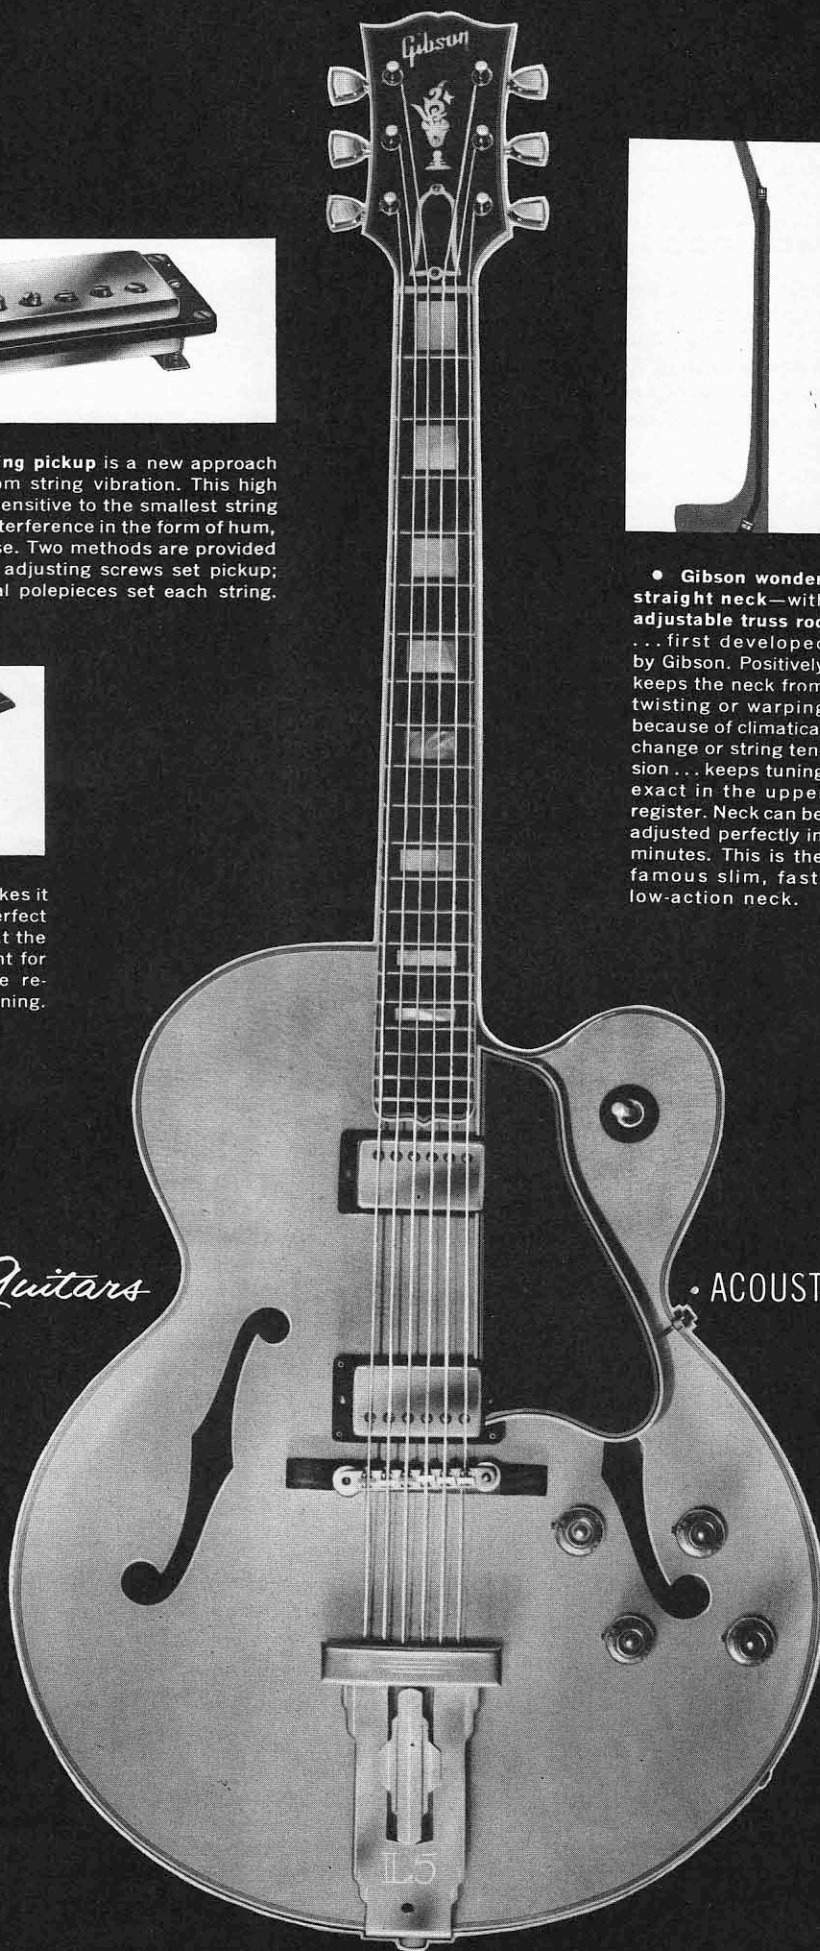 Gibson
ng pickup is a new approach
om string vibration. This high
ensitive to the smallest string
terference in the form of hum,
se. Two methods are provided
adjusting screws set pickup;
al polepieces set each string.
kes it
erfect
t the
nt for
e re-
ning.
• Gibson wonder
straight neck—with
adjustable truss rod
... first developed
by Gibson. Positively
keeps the neck from
twisting or warping
because of climatica
change or string ten
sion ... keeps tuning
exact in the upper
register. Neck can be
adjusted perfectly in
minutes. This is the
famous slim, fast
low-action neck.
Guitars
• ACOUST
L5